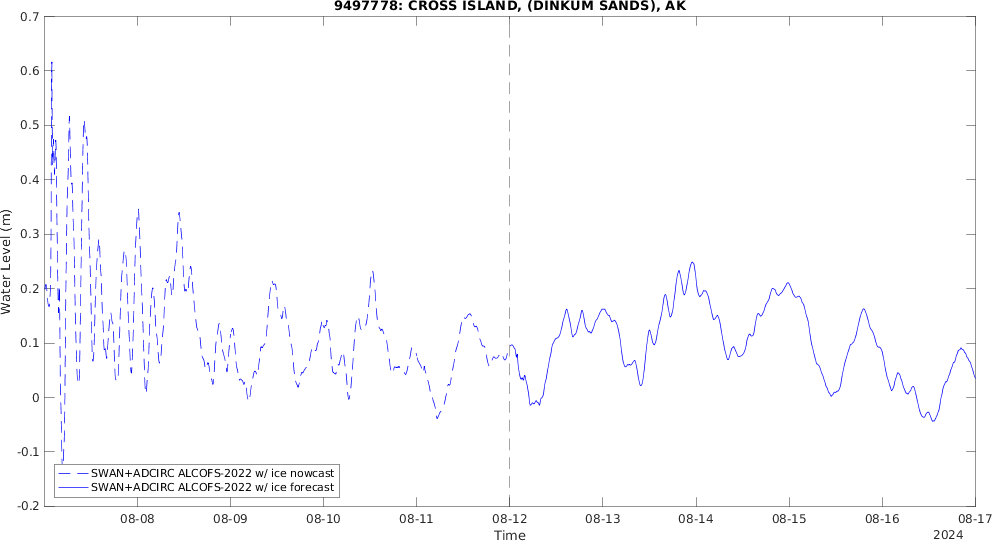 9497778: CROSS ISLAND, (DINKUM SANDS), AK
0.7
0.6
0.5
0.4
0.3
0.2
0.1
0
-0.1
-0.2
Water Level (m)
SWAN+ADCIRC ALCOFS-2022 w/ ice nowcast
SWAN+ADCIRC ALCOFS-2022 w/ ice forecast
08-08 08-09 08-10 08-11 08-12 08-13 08-14 08-15 08-16 08-17
Time
2024